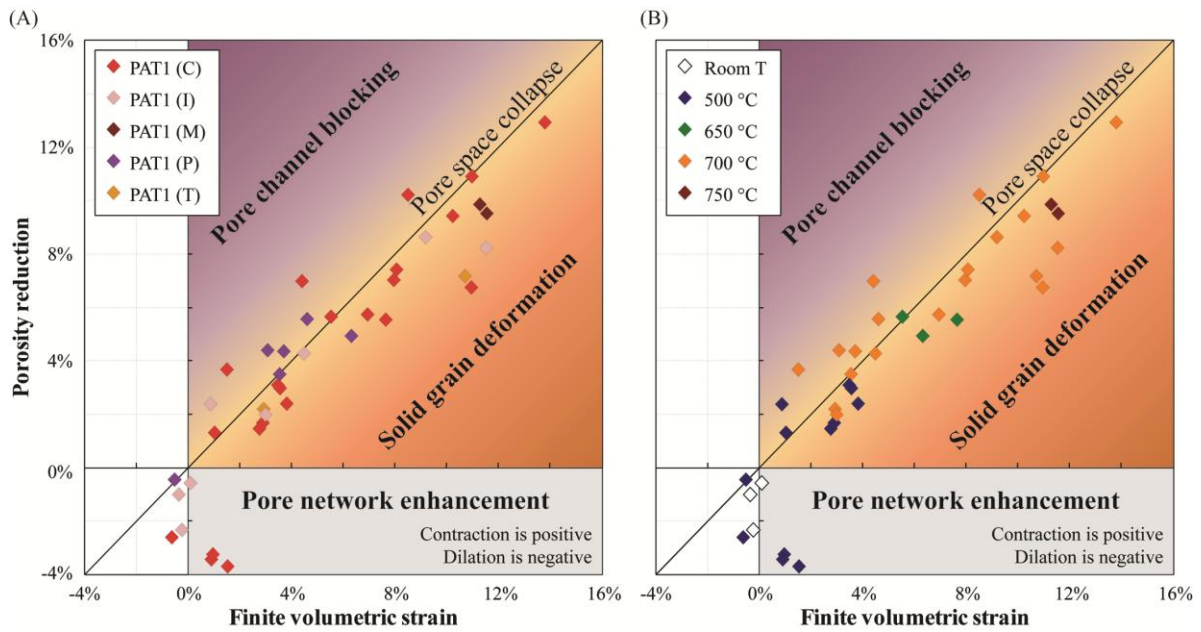 (A)
16%
12%
8%
4%
0%
-4%
Porosity reduction
PAT1 (C)
PAT1 (I)
PAT1 (M)
PAT1 (P)
PAT1 (T)
Pore channel blocking
Pore space collapse
Solid grain deformation
Pore network enhancement
Contraction is positive
Dilation is negative
-4%
0%
4%
8%
12%
16%
Finite volumetric strain
(B)
Room T
500 °C
650 °C
700 °C
750 °C
Pore channel blocking
Pore space collapse
Solid grain deformation
Pore network enhancement
Contraction is positive
Dilation is negative
-4%
0%
4%
8%
12%
16%
Finite volumetric strain